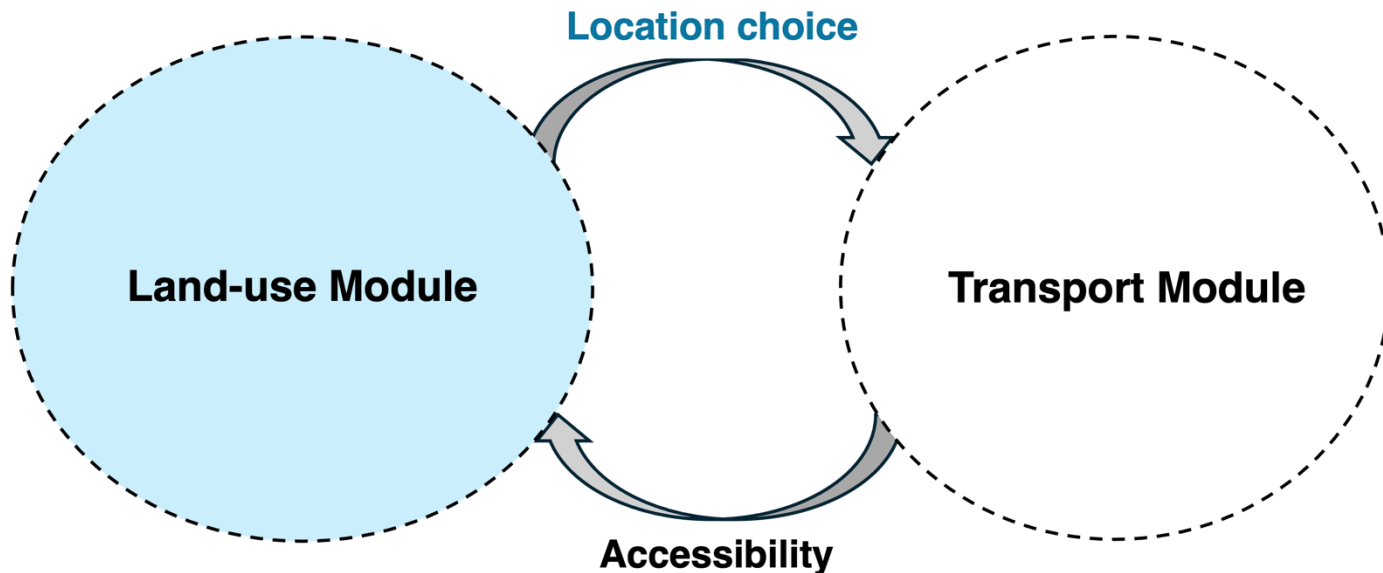 Location choice
Land-use Module
Transport Module
Accessibility